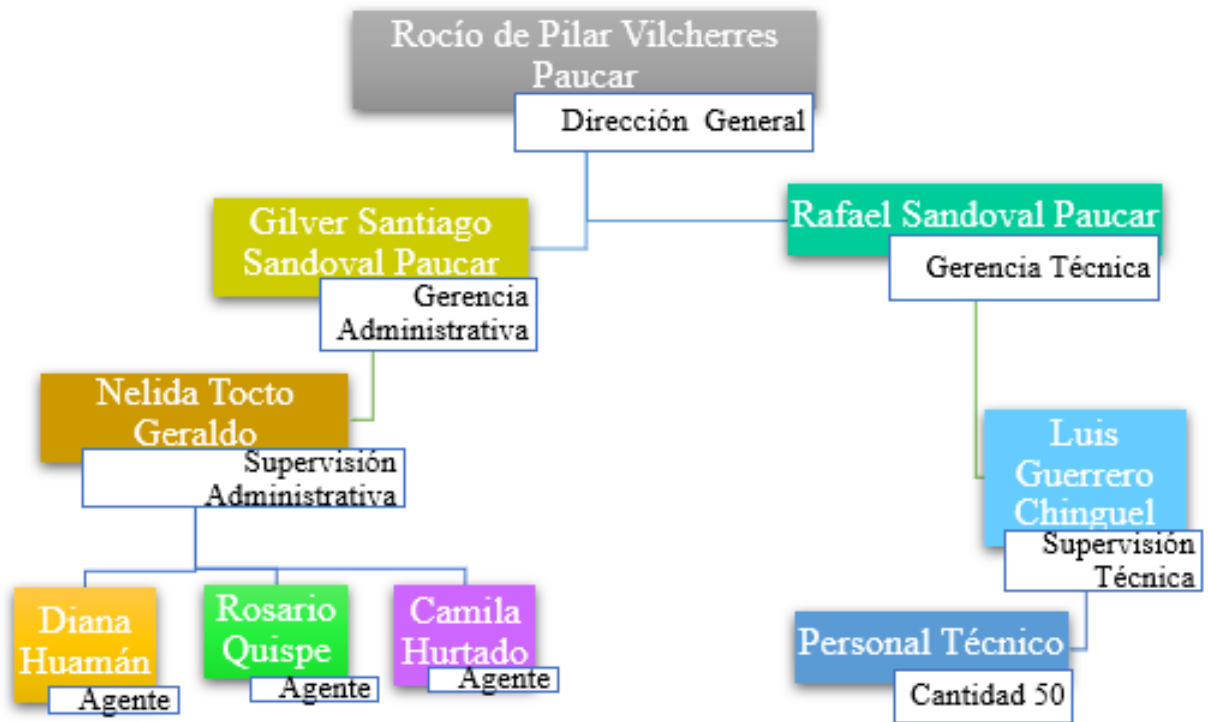 Rocío de Pilar Vilcherres
Paucar
Dirección General
Gilver Santiago
Sandoval Paucar
Gerencia
Administrativa
Rafael Sandoval Paucar
Gerencia Técnica
Nelida Tocto
Geraldo
Supervisión
Administrativa
Luis
Guerrero
Chinguel
Supervisión
Técnica
Diana
Huamán
Agente
Rosario
Quispe
Agente
Camila
Hurtado
Agente
Personal Técnico
Cantidad 50